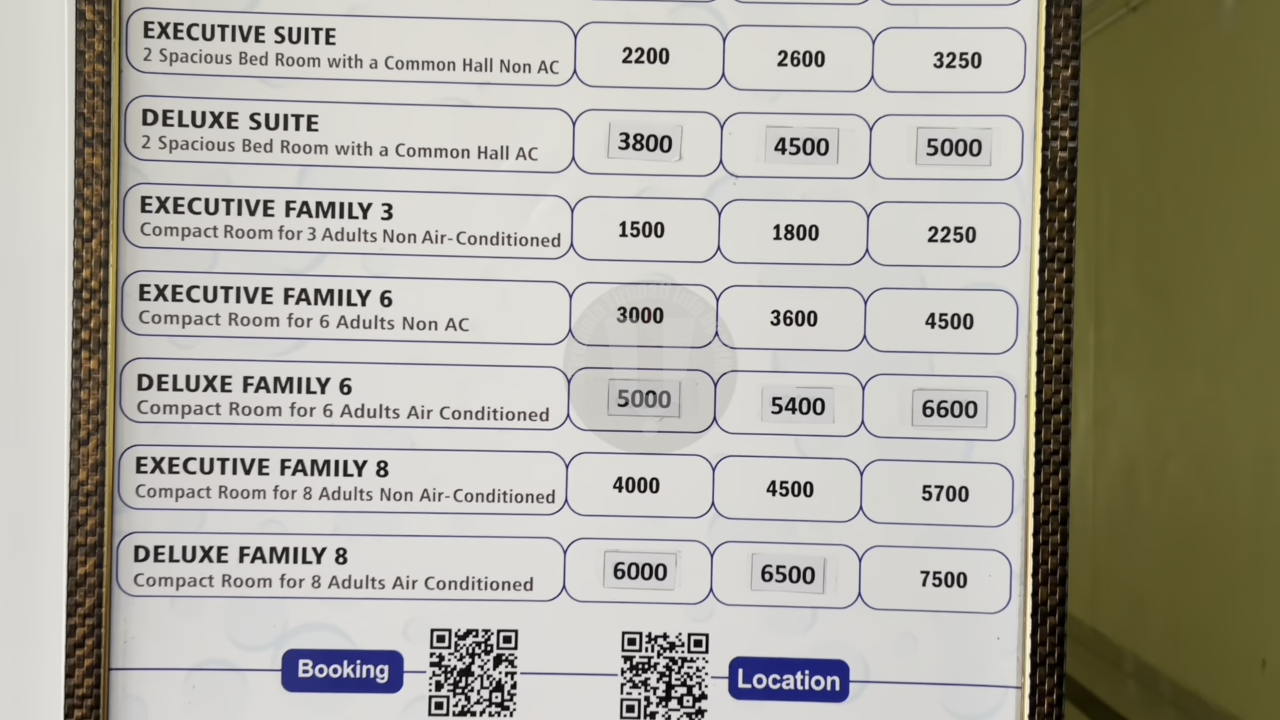 EXECUTIVE SUITE
2 Spacious Bed Room with a Common Hall Non AC
2200 2600 3250
DELUXE SUITE
2 Spacious Bed Room with a Common Hall AC
3800 4500 5000
EXECUTIVE FAMILY 3
Compact Room for 3 Adults Non Air-Conditioned
1500 1800 2250
EXECUTIVE FAMILY 6
Compact Room for 6 Adults Non AC
3000 3600 4500
DELUXE FAMILY 6
Compact Room for 6 Adults Air Conditioned
5000 5400 6600
EXECUTIVE FAMILY 8
Compact Room for 8 Adults Non Air-Conditioned
4000 4500 5700
DELUXE FAMILY 8
Compact Room for 8 Adults Air Conditioned
6000 6500 7500
Booking
Location